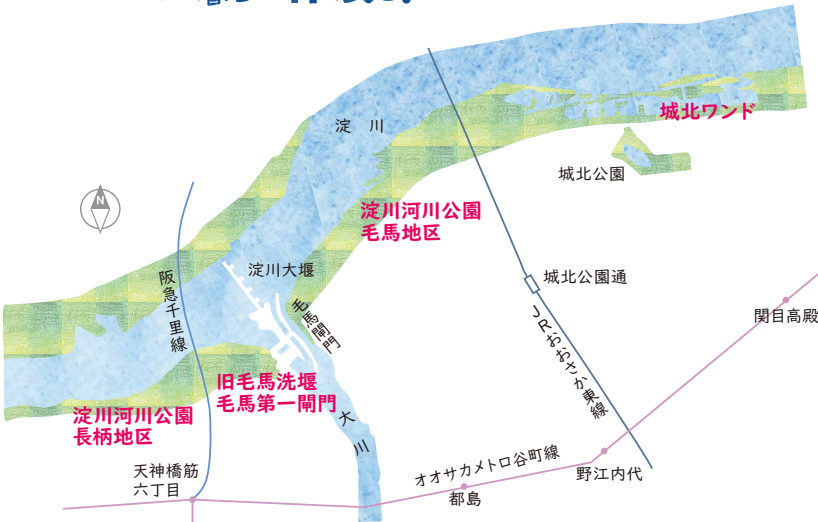 淀 川
城北ワンド
城北公園
N
淀川河川公園
毛馬地区
淀川大堰
毛馬閘門
阪急千里線
城北公園通
JRおおさか東線
関目高殿
旧毛馬洗堰
毛馬第一閘門
淀川河川公園
長柄地区
大川
天神橋筋
六丁目
オオサカメトロ谷町線
都島
野江内代